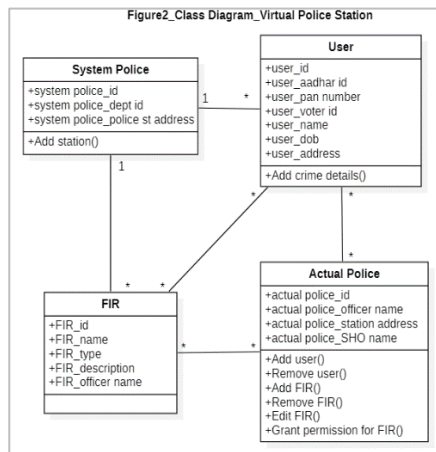 Figure2_Class Diagram_Virtual Police Station
System Police
+system police_id
+system police_dept id
+system police_police st address
+Add station()
1
*
1
User
+user_id
+user_aadhar id
+user_pan number
+user_voter id
+user_name
+user_dob
+user_address
+Add crime details()
*
*
*
*
*
FIR
+FIR_id
+FIR_name
+FIR_type
+FIR_description
+FIR_officer name
*
*
Actual Police
+actual police_id
+actual police_officer name
+actual police_station address
+actual police_SHO name
+Add user()
+Remove user()
+Add FIR()
+Remove FIR()
+Edit FIR()
+Grant permission for FIR()